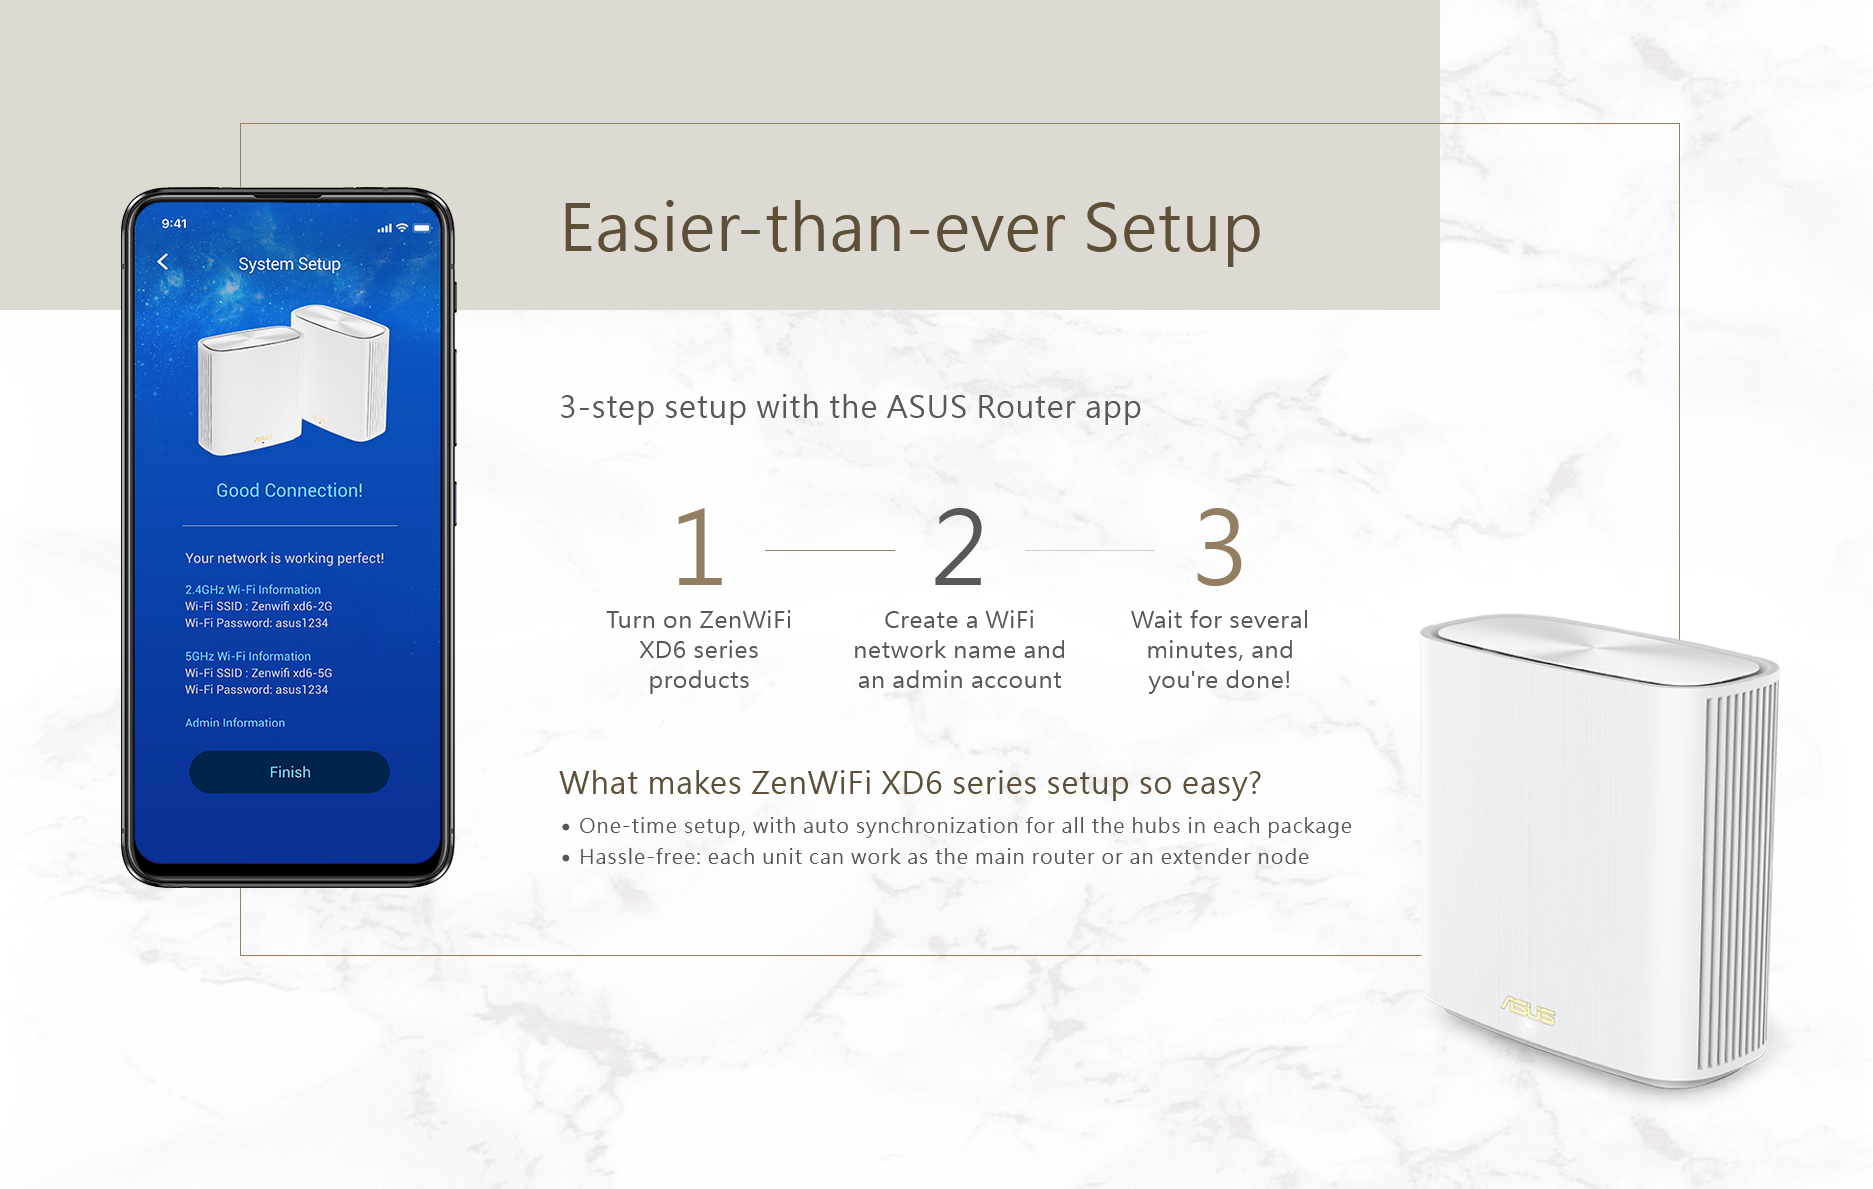 Easier-than-ever Setup
9:41
System Setup
ASUS
Good Connection!
Your network is working perfect!
2.4GHz Wi-Fi Information
Wi-Fi SSID : Zenwifi xd6-2G
Wi-Fi Password: asus1234
5GHz Wi-Fi Information
Wi-Fi SSID : Zenwifi xd6-5G
Wi-Fi Password: asus1234
Admin Information
Finish
3-step setup with the ASUS Router app
1
Turn on ZenWiFi
XD6 series
products
2
Create a WiFi
network name and
an admin account
3
Wait for several
minutes, and
you're done!
What makes ZenWiFi XD6 series setup so easy?
• One-time setup, with auto synchronization for all the hubs in each package
• Hassle-free: each unit can work as the main router or an extender node
ASUS